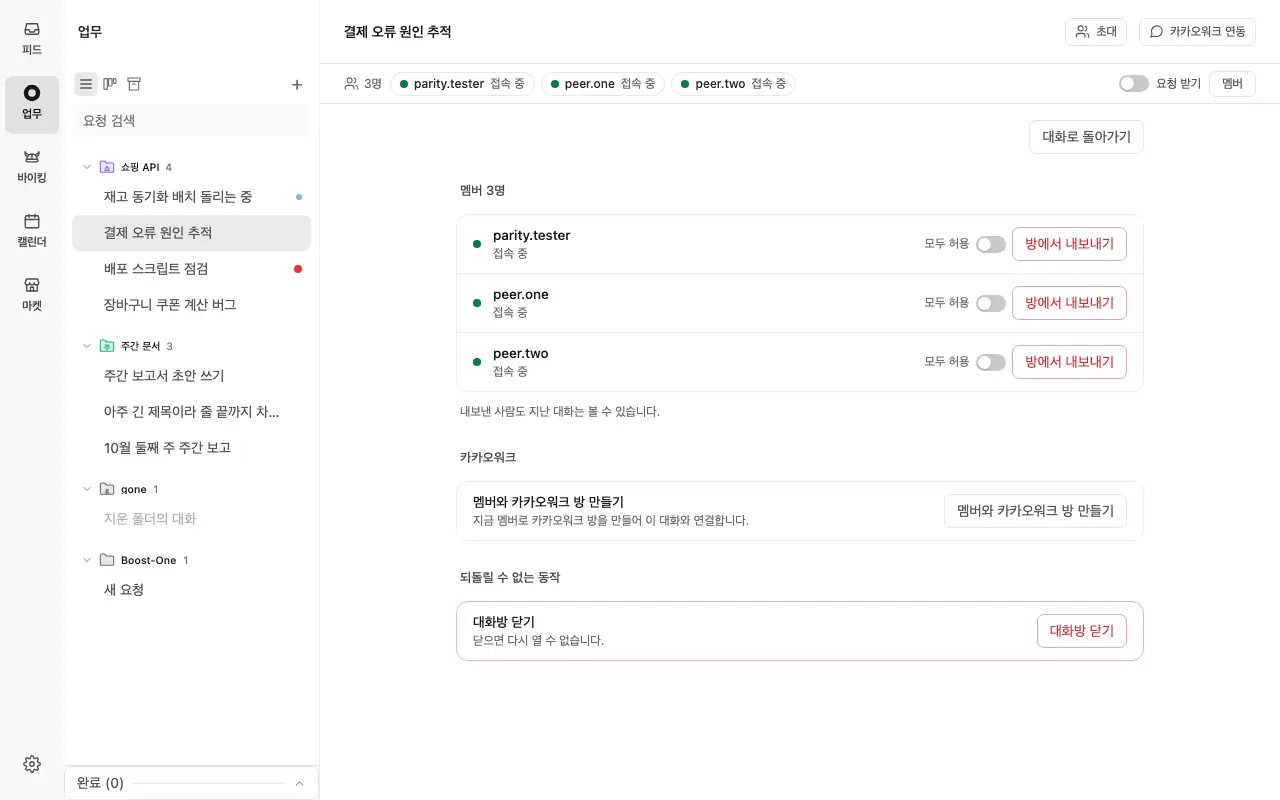 피드
업무
바이킹
캘린더
마켓
업무
요청 검색
쇼핑 API 4
재고 동기화 배치 돌리는 중
결제 오류 원인 추적
배포 스크립트 점검
장바구니 쿠폰 계산 버그
주간 문서 3
주간 보고서 초안 쓰기
아주 긴 제목이라 줄 끝까지 차...
10월 둘째 주 주간 보고
gone 1
지운 폴더의 대화
Boost-One 1
새 요청
완료 (0)
결제 오류 원인 추적
초대
카카오워크 연동
3명 parity.tester 접속 중 peer.one 접속 중 peer.two 접속 중 요청 받기 멤버
대화로 돌아가기
멤버 3명
parity.tester
접속 중
모두 허용 방에서 내보내기
peer.one
접속 중
모두 허용 방에서 내보내기
peer.two
접속 중
모두 허용 방에서 내보내기
내보낸 사람도 지난 대화는 볼 수 있습니다.
카카오워크
멤버와 카카오워크 방 만들기
지금 멤버로 카카오워크 방을 만들어 이 대화와 연결합니다.
멤버와 카카오워크 방 만들기
되돌릴 수 없는 동작
대화방 닫기
닫으면 다시 열 수 없습니다.
대화방 닫기